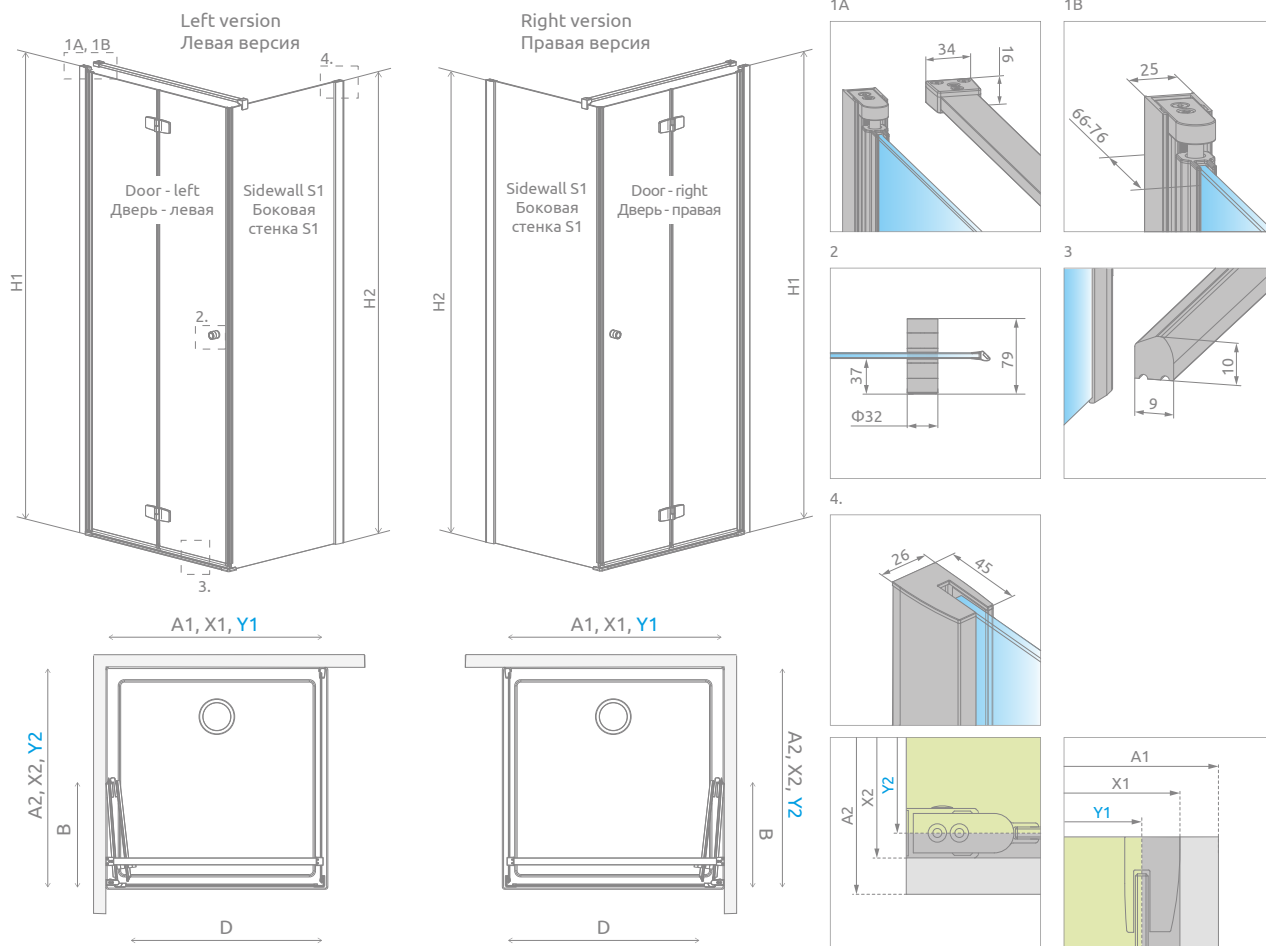 Left version
Левая версия
1A, 1B
4.
Door - left
Дверь - левая
Sidewall S1
Боковая
стенка S1
H1
H2
2.
3.
Right version
Правая версия
Sidewall S1
Боковая
стенка S1
Door - right
Дверь - правая
H2
H1
A1, X1, Y1
A2, X2, Y2
B
D
A1, X1, Y1
A2, X2, Y2
B
D
1A
34
16
1B
25
66-76
2
37
79
Ф32
3
10
9
4.
26
45
A2
X2
Y2
A1
X1
Y1